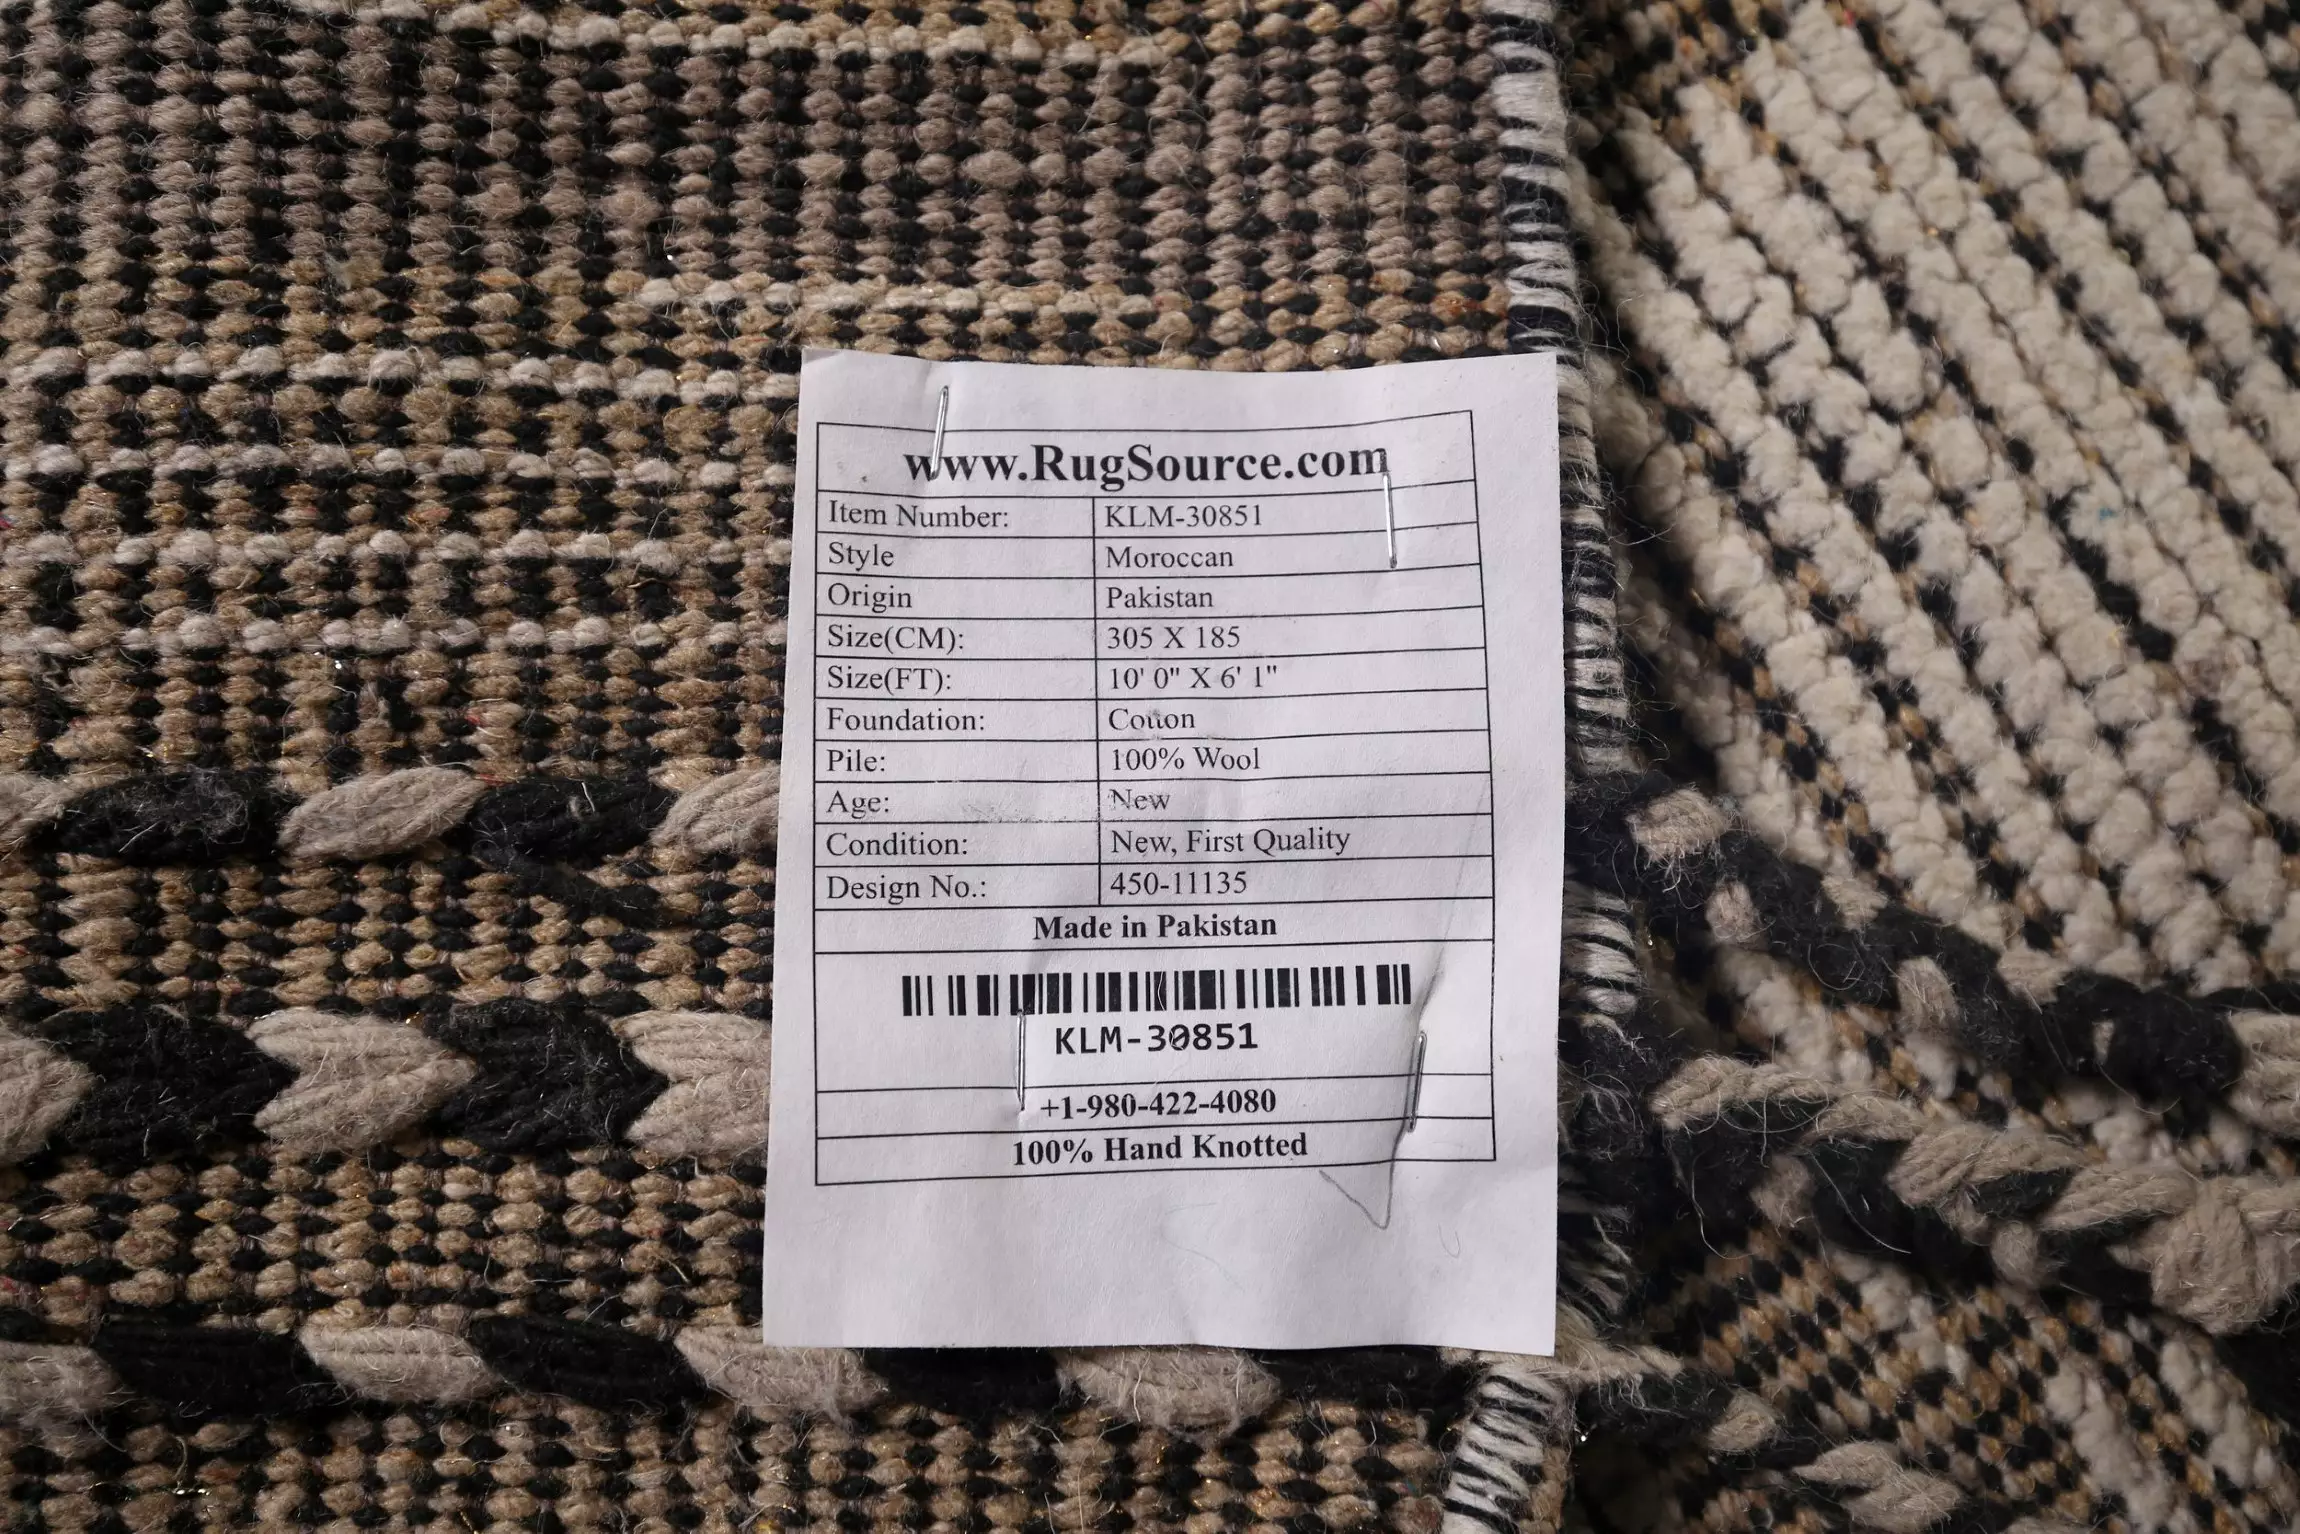 www.RugSource.com
Item Number: KLM-30851
Style Moroccan
Origin Pakistan
Size(CM): 305 X 185
Size(FT): 10' 0" X 6' 1"
Foundation: Cotton
Pile: 100% Wool
Age: New
Condition: New, First Quality
Design No.: 450-11135
Made in Pakistan
KLM-30851
+1-980-422-4080
100% Hand Knotted